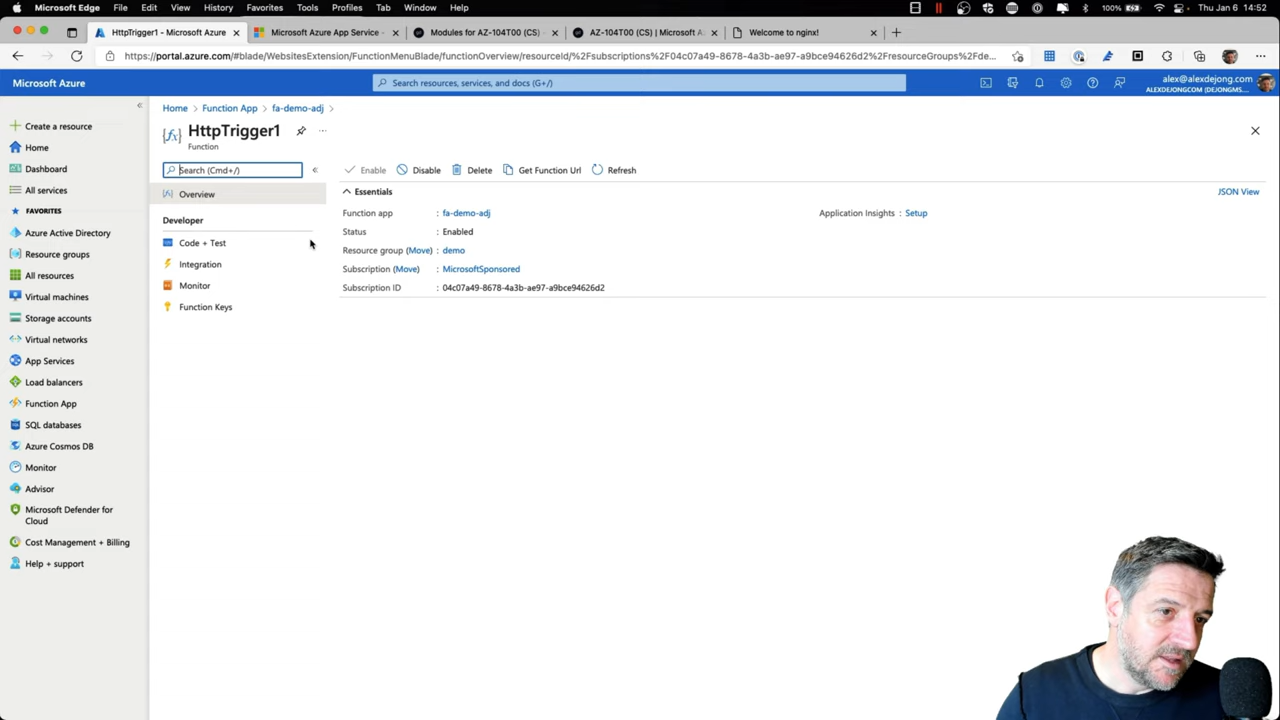 Microsoft Edge File Edit View History Favorites Tools Profiles Tab Window Help 100% Thu Jan 6 14:52
HttpTrigger1 - Microsoft Azure
Microsoft Azure App Service -
Modules for AZ-104T00 (CS) -
AZ-104T00 (CS) | Microsoft Az
Welcome to nginx!
https://portal.azure.com/#blade/WebsitesExtension/FunctionMenuBlade/functionOverview/resourceId/%2Fsubscriptions%2F04c07a49-8678-4a3b-ae97-a9bce94626d2%2FresourceGroups%2Fde...
Microsoft Azure
Search resources, services, and docs (G+/)
alex@alexdejong.com
ALEXDEJONGCOM (DEJONGMS...
Create a resource
Home
Dashboard
All services
FAVORITES
Azure Active Directory
Resource groups
All resources
Virtual machines
Storage accounts
Virtual networks
App Services
Load balancers
Function App
SQL databases
Azure Cosmos DB
Monitor
Advisor
Microsoft Defender for
Cloud
Cost Management + Billing
Help + support
Home > Function App > fa-demo-adj >
HttpTrigger1
Function
Search (Cmd+/)
Overview
Developer
Code + Test
Integration
Monitor
Function Keys
Enable Disable Delete Get Function Url Refresh
Essentials
JSON View
Function app : fa-demo-adj
Application Insights : Setup
Status : Enabled
Resource group (Move) : demo
Subscription (Move) : MicrosoftSponsored
Subscription ID : 04c07a49-8678-4a3b-ae97-a9bce94626d2